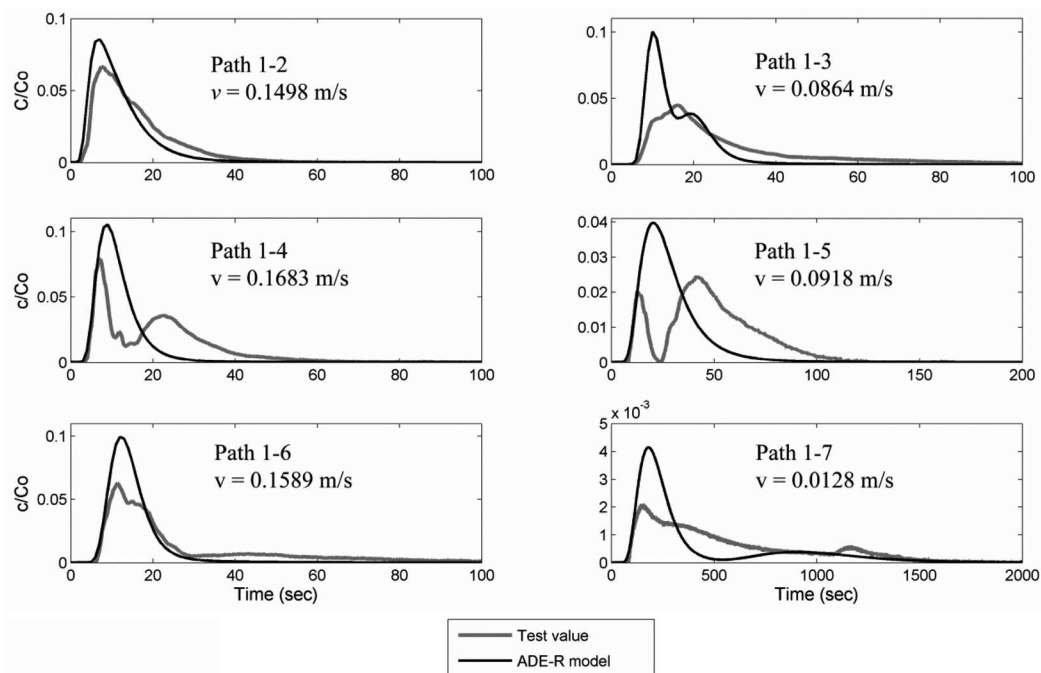 0.1
0.05
0
C/Co
0 20 40 60 80 100
Path 1-2
v = 0.1498 m/s
0.1
0.05
0
0 20 40 60 80 100
Path 1-3
v = 0.0864 m/s
0.1
0.05
0
c/Co
0 20 40 60 80 100
Path 1-4
v = 0.1683 m/s
0.04
0.03
0.02
0.01
0
0 50 100 150 200
Path 1-5
v = 0.0918 m/s
0.1
0.05
0
c/Co
0 20 40 60 80 100
Time (sec)
Path 1-6
v = 0.1589 m/s
x 10-3
5
4
3
2
1
0
0 500 1000 1500 2000
Time (sec)
Path 1-7
v = 0.0128 m/s
Test value
ADE-R model